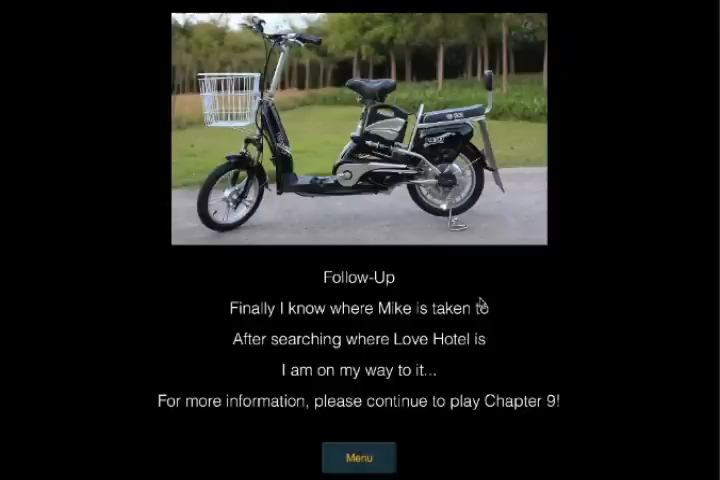 Follow-Up
Finally I know where Mike is taken to
After searching where Love Hotel is
I am on my way to it...
For more information, please continue to play Chapter 9!
Menu